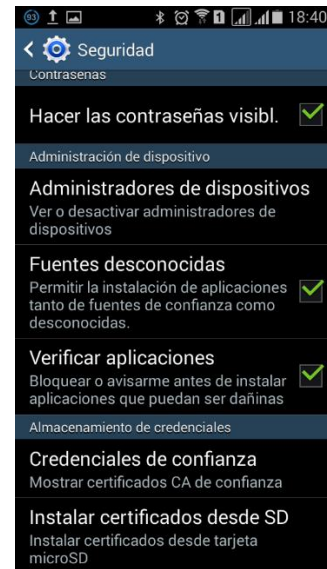 93 1 18:40
Seguridad
Contraseñas
Hacer las contraseñas visibl.
Administración de dispositivo
Administradores de dispositivos
Ver o desactivar administradores de
dispositivos
Fuentes desconocidas
Permitir la instalación de aplicaciones
tanto de fuentes de confianza como
desconocidas.
Verificar aplicaciones
Bloquear o avisarme antes de instalar
aplicaciones que puedan ser dañinas
Almacenamiento de credenciales
Credenciales de confianza
Mostrar certificados CA de confianza
Instalar certificados desde SD
Instalar certificados desde tarjeta
microSD